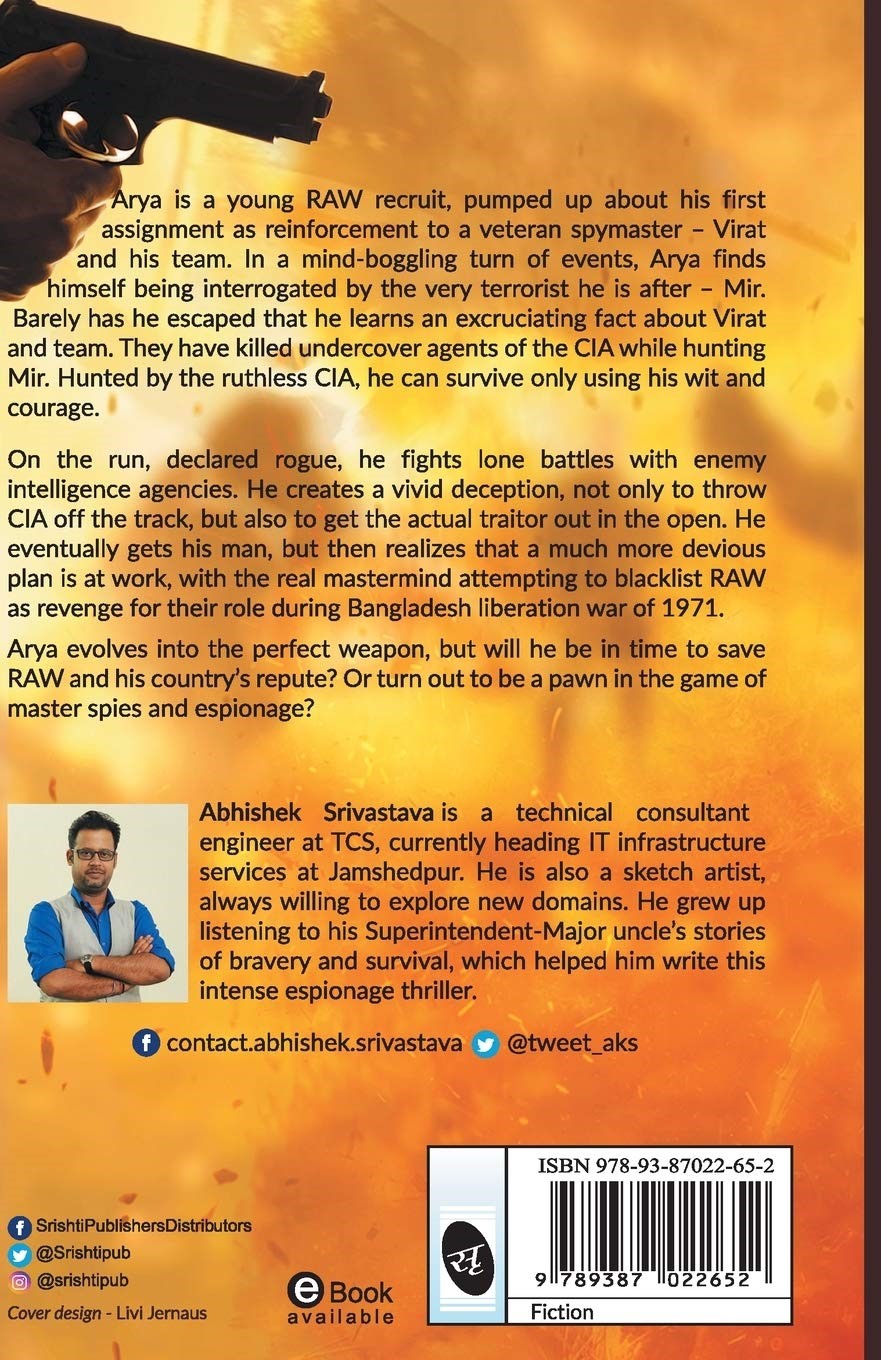 Arya is a young RAW recruit, pumped up about his first
assignment as reinforcement to a veteran spymaster – Virat
and his team. In a mind-boggling turn of events, Arya finds
himself being interrogated by the very terrorist he is after – Mir.
Barely has he escaped that he learns an excruciating fact about Virat
and team. They have killed undercover agents of the CIA while hunting
Mir. Hunted by the ruthless CIA, he can survive only using his wit and
courage.
On the run, declared rogue, he fights lone battles with enemy
intelligence agencies. He creates a vivid deception, not only to throw
CIA off the track, but also to get the actual traitor out in the open. He
eventually gets his man, but then realizes that a much more devious
plan is at work, with the real mastermind attempting to blacklist RAW
as revenge for their role during Bangladesh liberation war of 1971.
Arya evolves into the perfect weapon, but will he be in time to save
RAW and his country's repute? Or turn out to be a pawn in the game of
master spies and espionage?
Abhishek Srivastava is a technical consultant
engineer at TCS, currently heading IT infrastructure
services at Jamshedpur. He is also a sketch artist,
always willing to explore new domains. He grew up
listening to his Superintendent-Major uncle's stories
of bravery and survival, which helped him write this
intense espionage thriller.
contact.abhishek.srivastava @tweet_aks
SrishtiPublishersDistributors
@Srishtipub
@srishtipub
Cover design - Livi Jernaus
e Book
available
सृ
ISBN 978-93-87022-65-2
9 789387 022652
Fiction